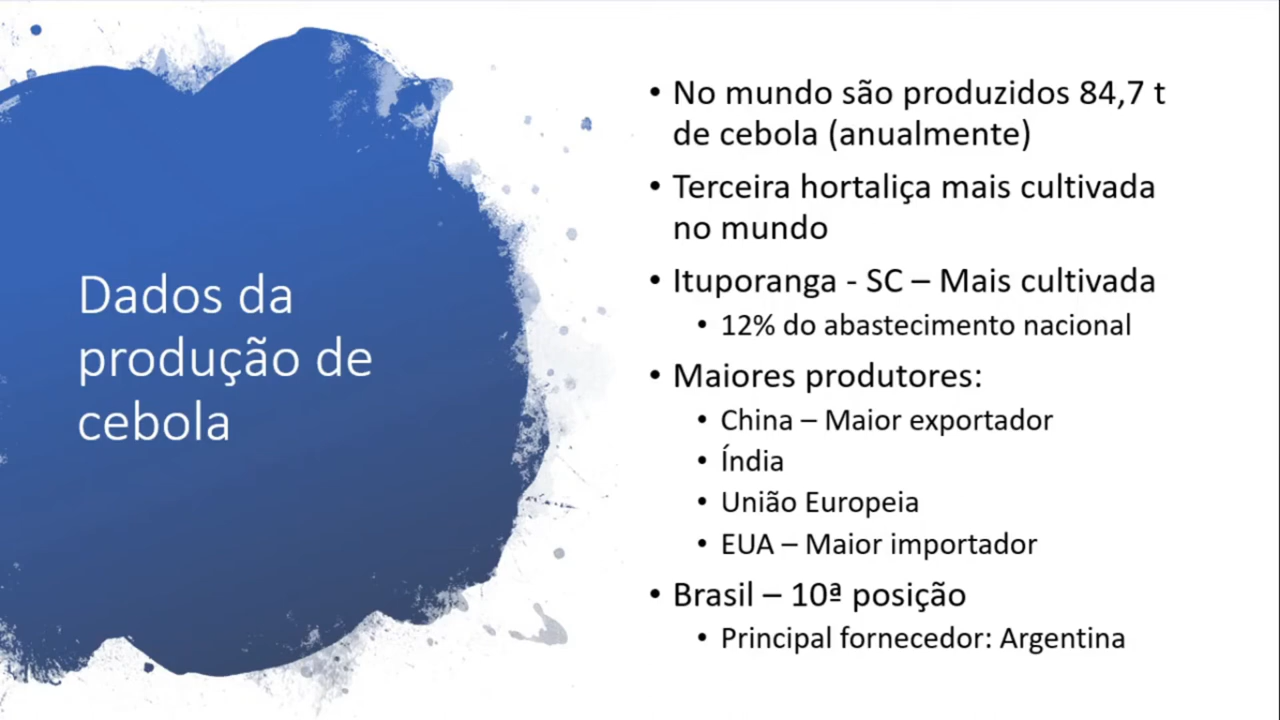 Dados da
produção de
cebola
• No mundo são produzidos 84,7 t
de cebola (anualmente)
• Terceira hortaliça mais cultivada
no mundo
• Ituporanga - SC – Mais cultivada
• 12% do abastecimento nacional
• Maiores produtores:
• China – Maior exportador
• Índia
• União Europeia
• EUA – Maior importador
• Brasil – 10ª posição
• Principal fornecedor: Argentina